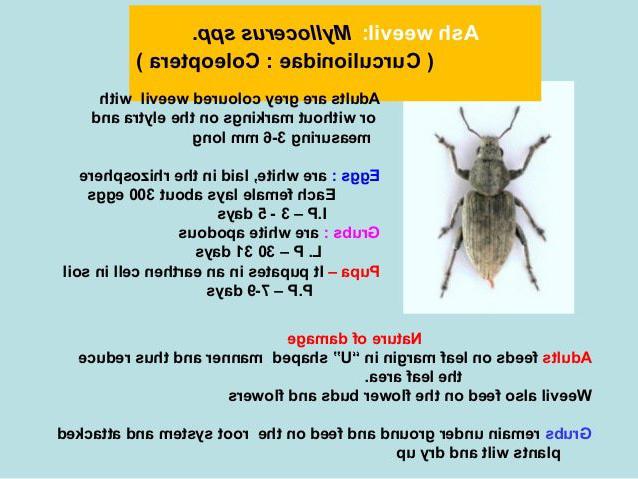 Ash weevil: Myllocerus spp.
( Curculionidae : Coleoptera )
Adults are grey coloured weevil with
or without markings on the elytra and
measuring 3-6 mm long
Eggs : are white, laid in the rhizosphere
Each female lays about 300 eggs
I.P – 3 - 5 days
Grubs : are white apodous
L. P – 30 31 days
Pupa – It pupates in an earthen cell in soil
P.P – 7-9 days
Nature of damage
Adults feeds on leaf margin in “U” shaped manner and thus reduce
the leaf area.
Weevil also feed on the flower buds and flowers
Grubs remain under ground and feed on the root system and attacked
plants wilt and dry up